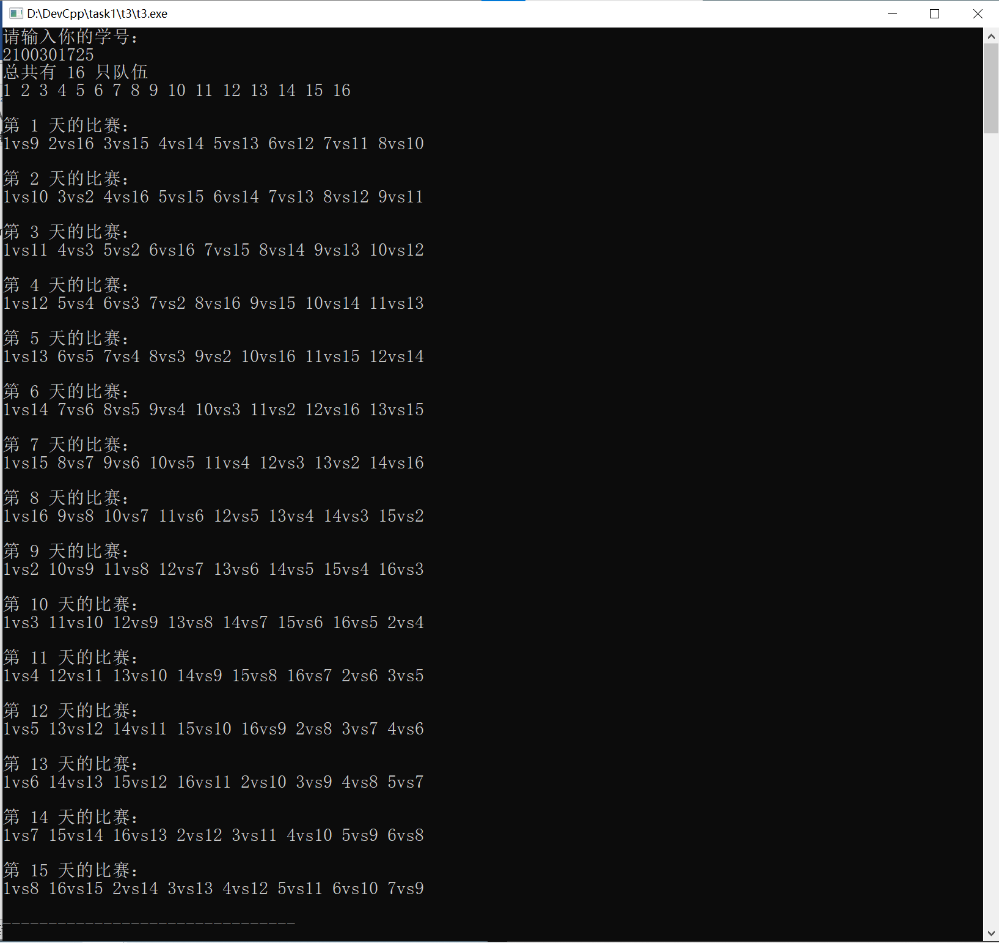 D:\DevCpp\task1\t3\t3.exe
请输入你的学号：
2100301725
总共有 16 只队伍
1 2 3 4 5 6 7 8 9 10 11 12 13 14 15 16
第 1 天的比赛：
1vs9 2vs16 3vs15 4vs14 5vs13 6vs12 7vs11 8vs10
第 2 天的比赛：
1vs10 3vs2 4vs16 5vs15 6vs14 7vs13 8vs12 9vs11
第 3 天的比赛：
1vs11 4vs3 5vs2 6vs16 7vs15 8vs14 9vs13 10vs12
第 4 天的比赛：
1vs12 5vs4 6vs3 7vs2 8vs16 9vs15 10vs14 11vs13
第 5 天的比赛：
1vs13 6vs5 7vs4 8vs3 9vs2 10vs16 11vs15 12vs14
第 6 天的比赛：
1vs14 7vs6 8vs5 9vs4 10vs3 11vs2 12vs16 13vs15
第 7 天的比赛：
1vs15 8vs7 9vs6 10vs5 11vs4 12vs3 13vs2 14vs16
第 8 天的比赛：
1vs16 9vs8 10vs7 11vs6 12vs5 13vs4 14vs3 15vs2
第 9 天的比赛：
1vs2 10vs9 11vs8 12vs7 13vs6 14vs5 15vs4 16vs3
第 10 天的比赛：
1vs3 11vs10 12vs9 13vs8 14vs7 15vs6 16vs5 2vs4
第 11 天的比赛：
1vs4 12vs11 13vs10 14vs9 15vs8 16vs7 2vs6 3vs5
第 12 天的比赛：
1vs5 13vs12 14vs11 15vs10 16vs9 2vs8 3vs7 4vs6
第 13 天的比赛：
1vs6 14vs13 15vs12 16vs11 2vs10 3vs9 4vs8 5vs7
第 14 天的比赛：
1vs7 15vs14 16vs13 2vs12 3vs11 4vs10 5vs9 6vs8
第 15 天的比赛：
1vs8 16vs15 2vs14 3vs13 4vs12 5vs11 6vs10 7vs9
--------------------------------